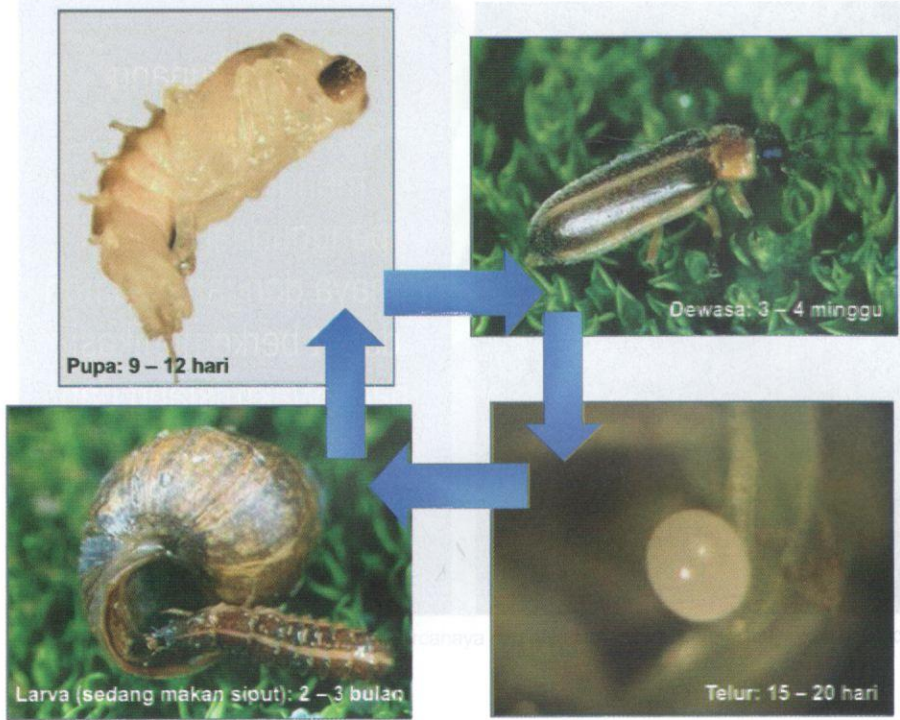 Pupa: 9 – 12 hari
Dewasa: 3 – 4 minggu
Larva (sedang makan siput): 2 – 3 bulan
Telur: 15 – 20 hari